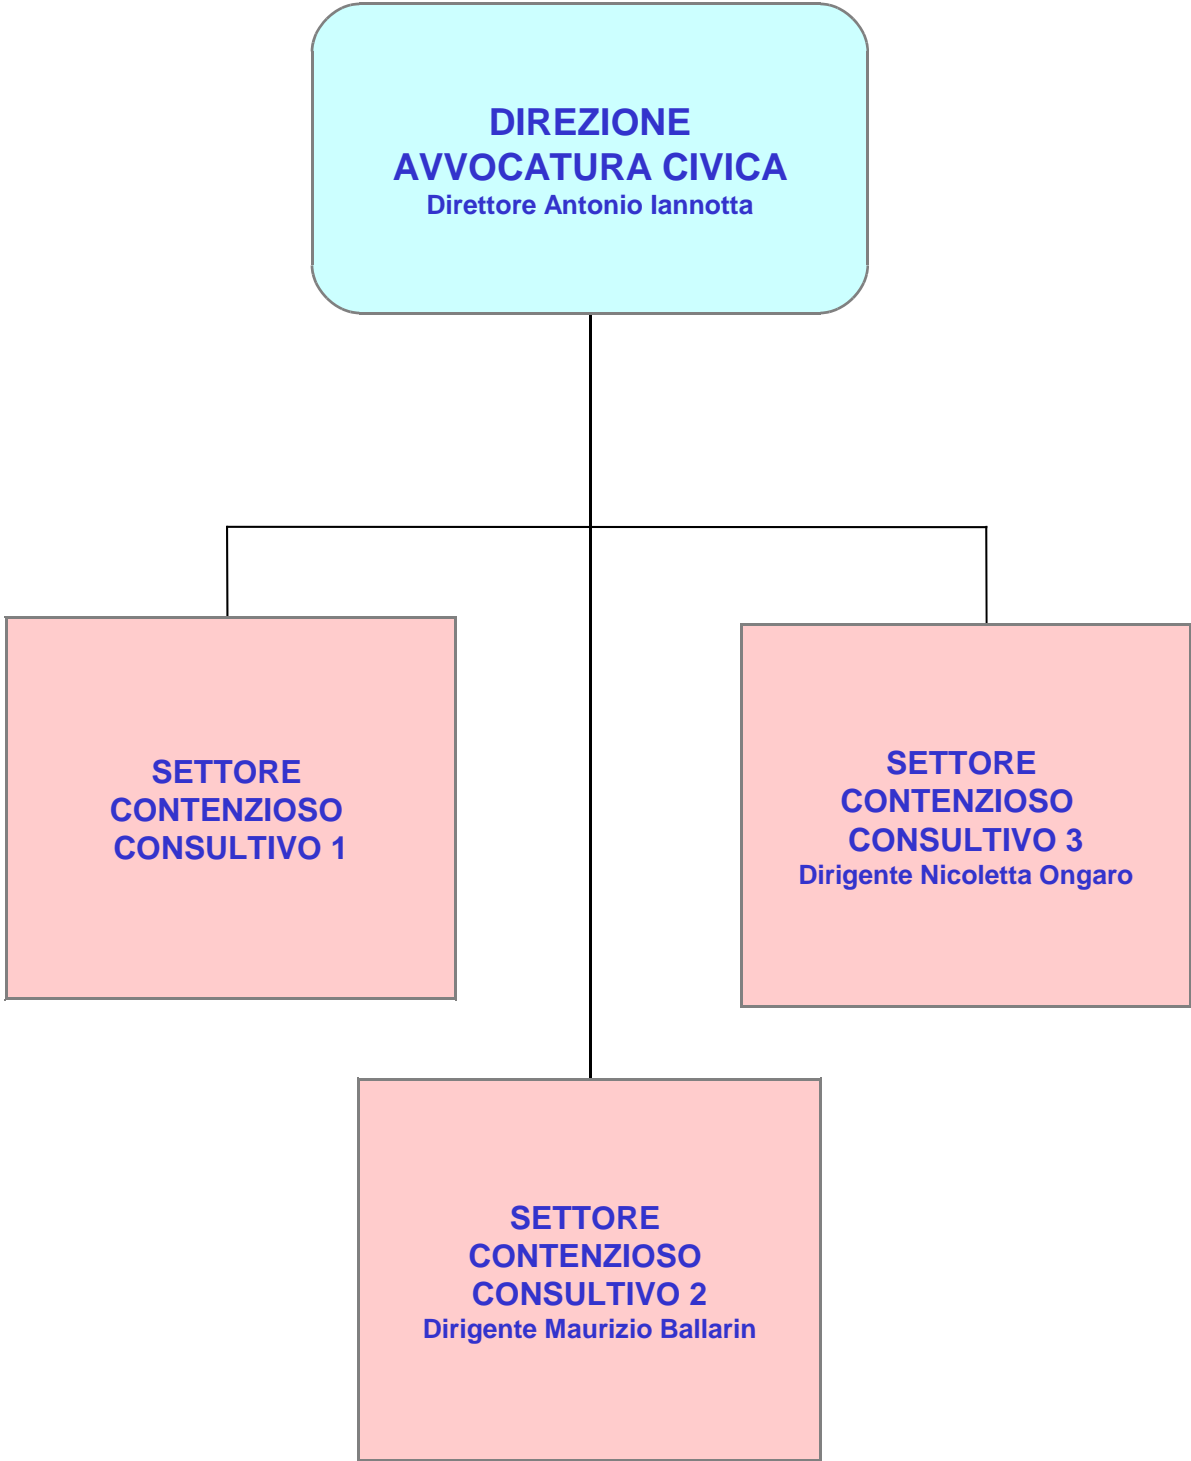 DIREZIONE
AVVOCATURA CIVICA
Direttore Antonio Iannotta
SETTORE
CONTENZIOSO
CONSULTIVO 1
SETTORE
CONTENZIOSO
CONSULTIVO 3
Dirigente Nicoletta Ongaro
SETTORE
CONTENZIOSO
CONSULTIVO 2
Dirigente Maurizio Ballarin